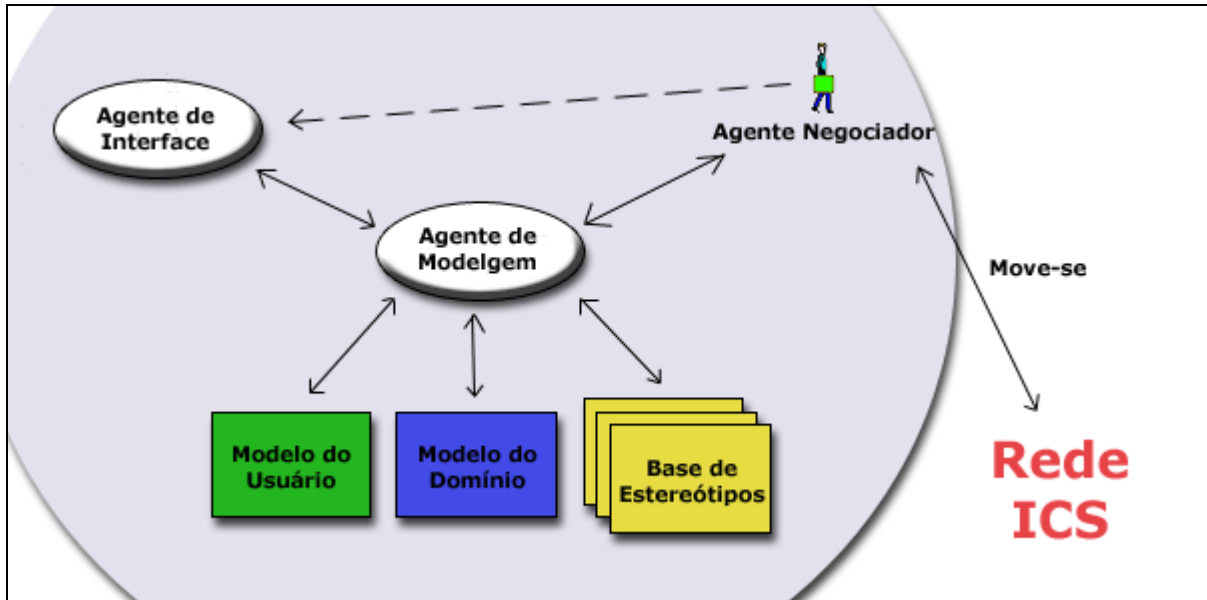 Agente de
Interface
Agente Negociador
Agente de
Modelgem
Move-se
Modelo do
Usuário
Modelo do
Domínio
Base de
Estereótipos
Rede
ICS